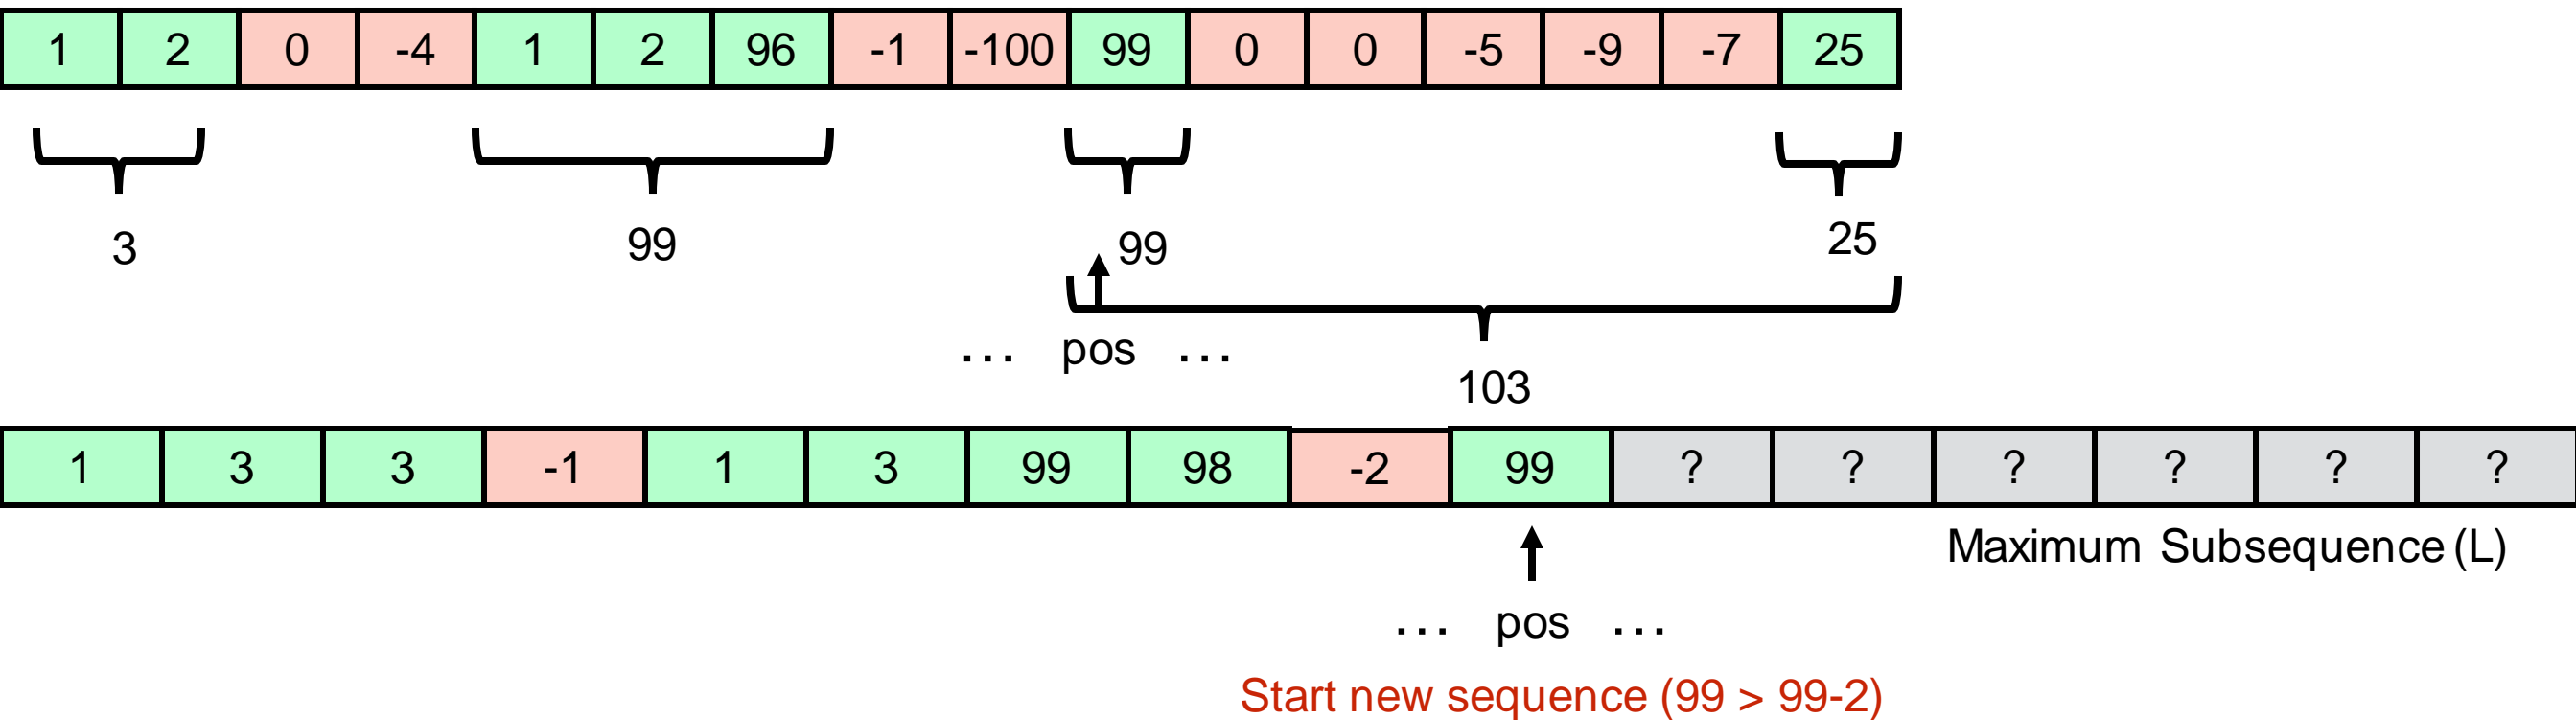 1 2 0 -4 1 2 96 -1 -100 99 0 0 -5 -9 -7 25
3 99 99 25
... pos ...
103
1 3 3 -1 1 3 99 98 -2 99 ? ? ? ? ? ?
Maximum Subsequence (L)
... pos ...
Start new sequence (99 > 99-2)